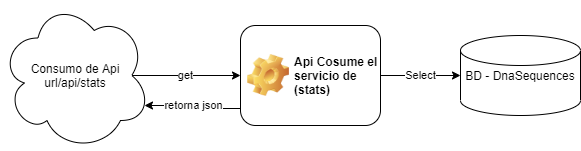 Consumo de Api
url/api/stats
get
retorna json
Api Cosume el
servicio de
(stats)
Select
BD - DnaSequences